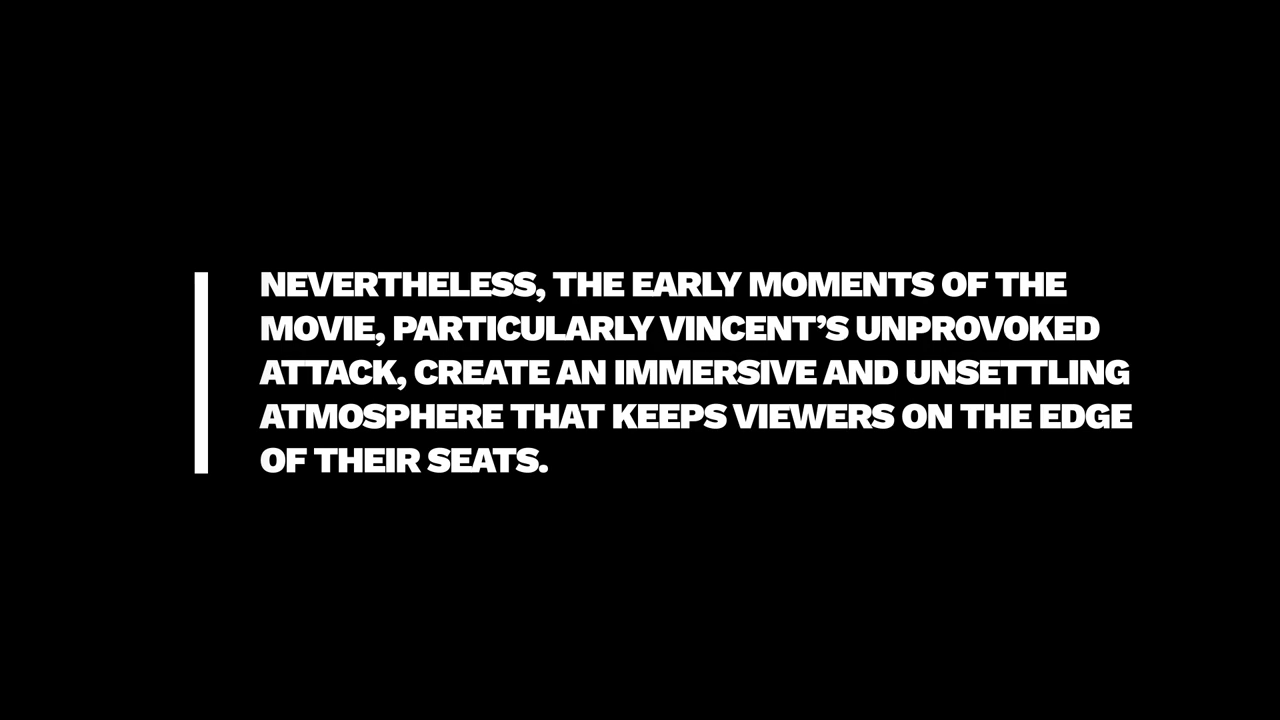 NEVERTHELESS, THE EARLY MOMENTS OF THE
MOVIE, PARTICULARLY VINCENT’S UNPROVOKED
ATTACK, CREATE AN IMMERSIVE AND UNSETTLING
ATMOSPHERE THAT KEEPS VIEWERS ON THE EDGE
OF THEIR SEATS.